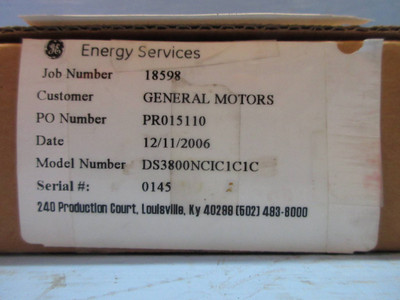 GE Energy Services
Job Number 18598
Customer GENERAL MOTORS
PO Number PR015110
Date 12/11/2006
Model Number DS3800NCIC1C1C
Serial #: 0145
240 Production Court, Louisville, Ky 40299 (502) 493-8000